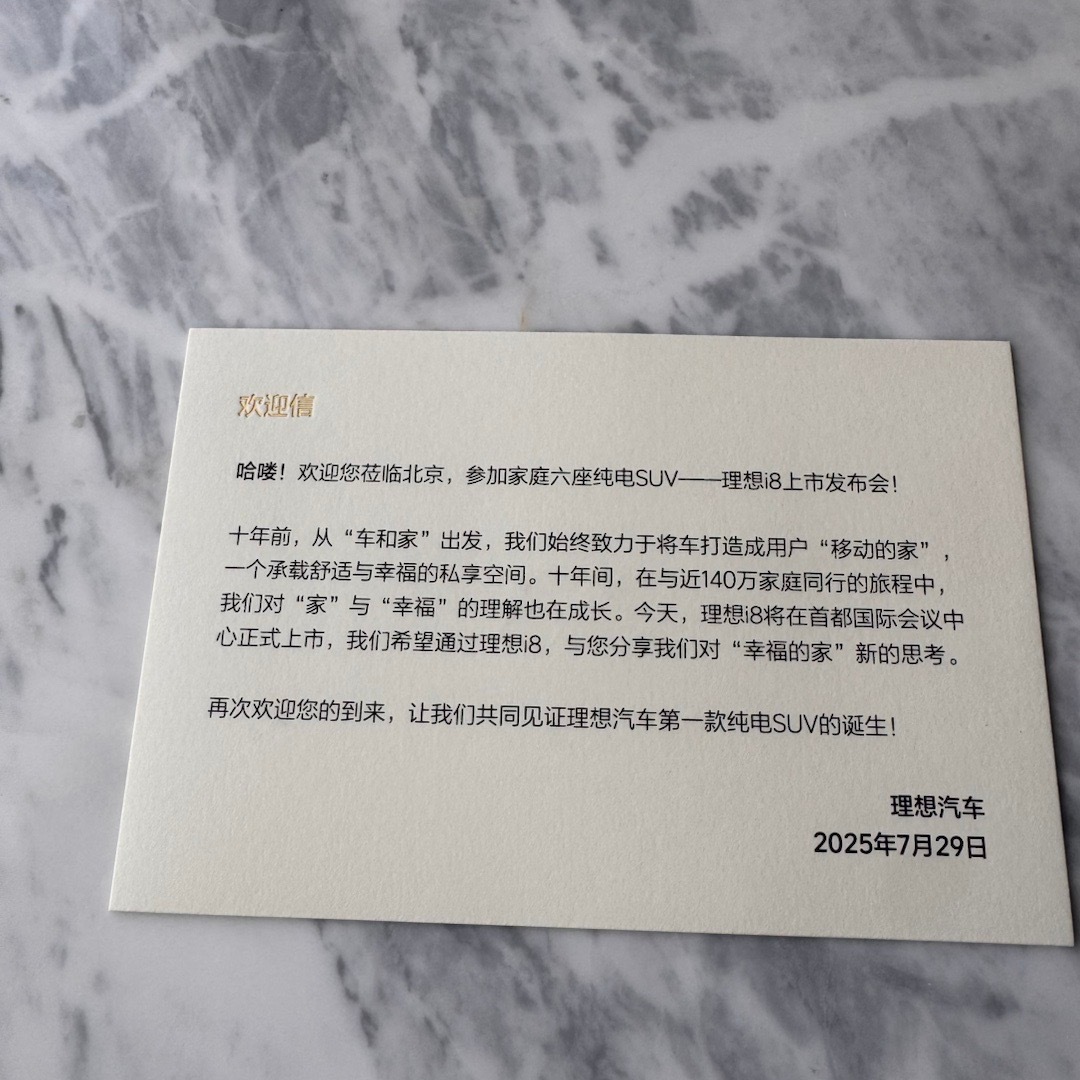 欢迎信
哈喽！欢迎您莅临北京，参加家庭六座纯电SUV——理想i8上市发布会！
十年前，从“车和家”出发，我们始终致力于将车打造成用户“移动的家”，
一个承载舒适与幸福的私享空间。十年间，在与近140万家庭同行的旅程中，
我们对“家”与“幸福”的理解也在成长。今天，理想i8将在首都国际会议中
心正式上市，我们希望通过理想i8，与您分享我们对“幸福的家”新的思考。
再次欢迎您的到来，让我们共同见证理想汽车第一款纯电SUV的诞生！
理想汽车
2025年7月29日